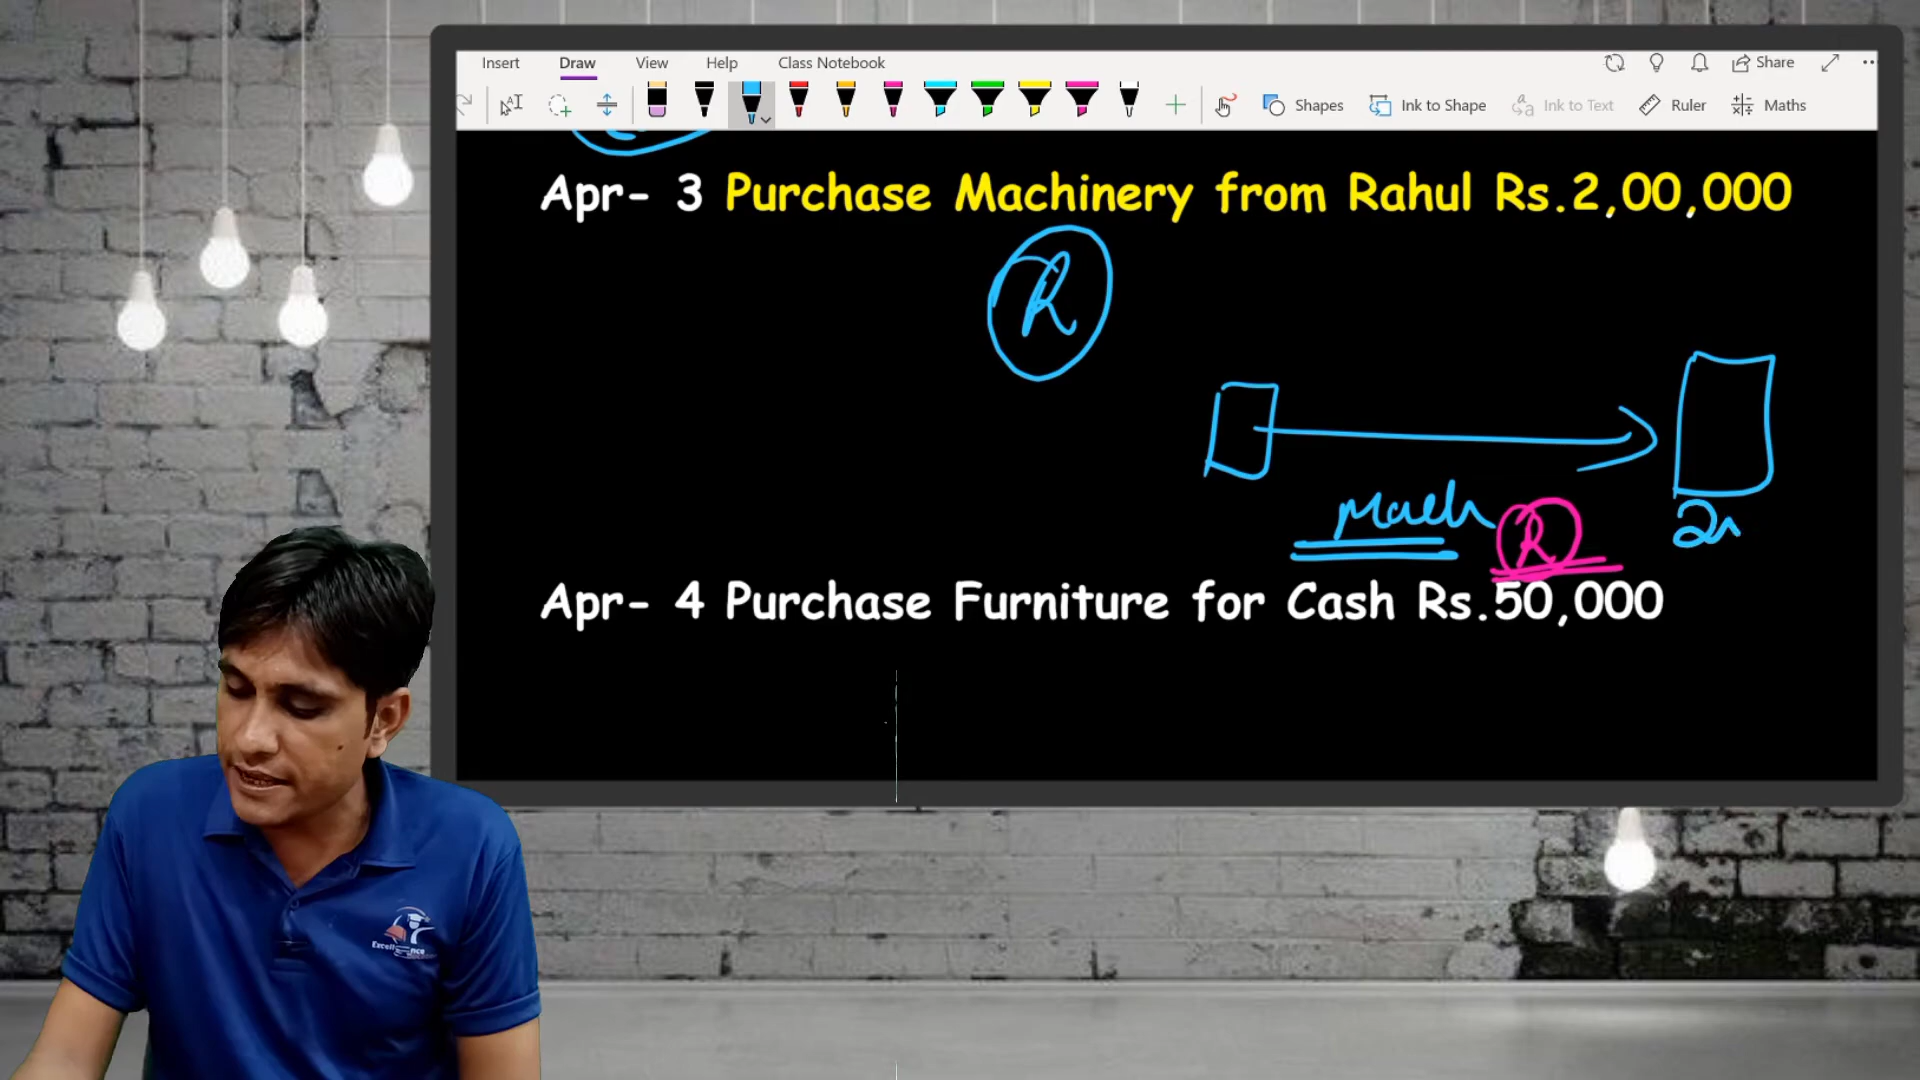 Insert Draw View Help Class Notebook Share
Shapes Ink to Shape Ink to Text Ruler Maths
Apr- 3 Purchase Machinery from Rahul Rs.2,00,000
R
Mach R
Apr- 4 Purchase Furniture for Cash Rs.50,000